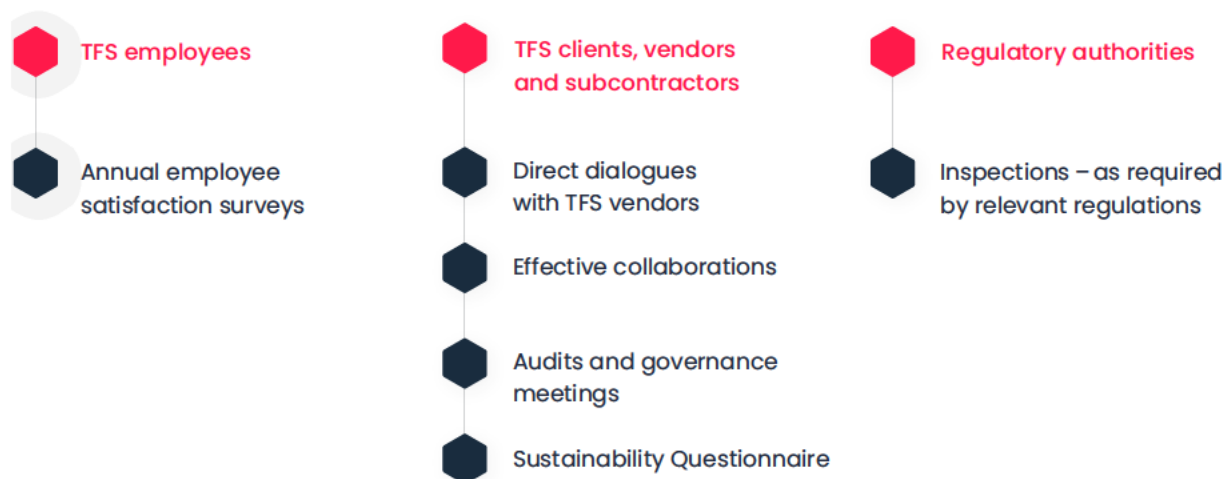 TFS employees
Annual employee
satisfaction surveys
TFS clients, vendors
and subcontractors
Direct dialogues
with TFS vendors
Effective collaborations
Audits and governance
meetings
Sustainability Questionnaire
Regulatory authorities
Inspections – as required
by relevant regulations